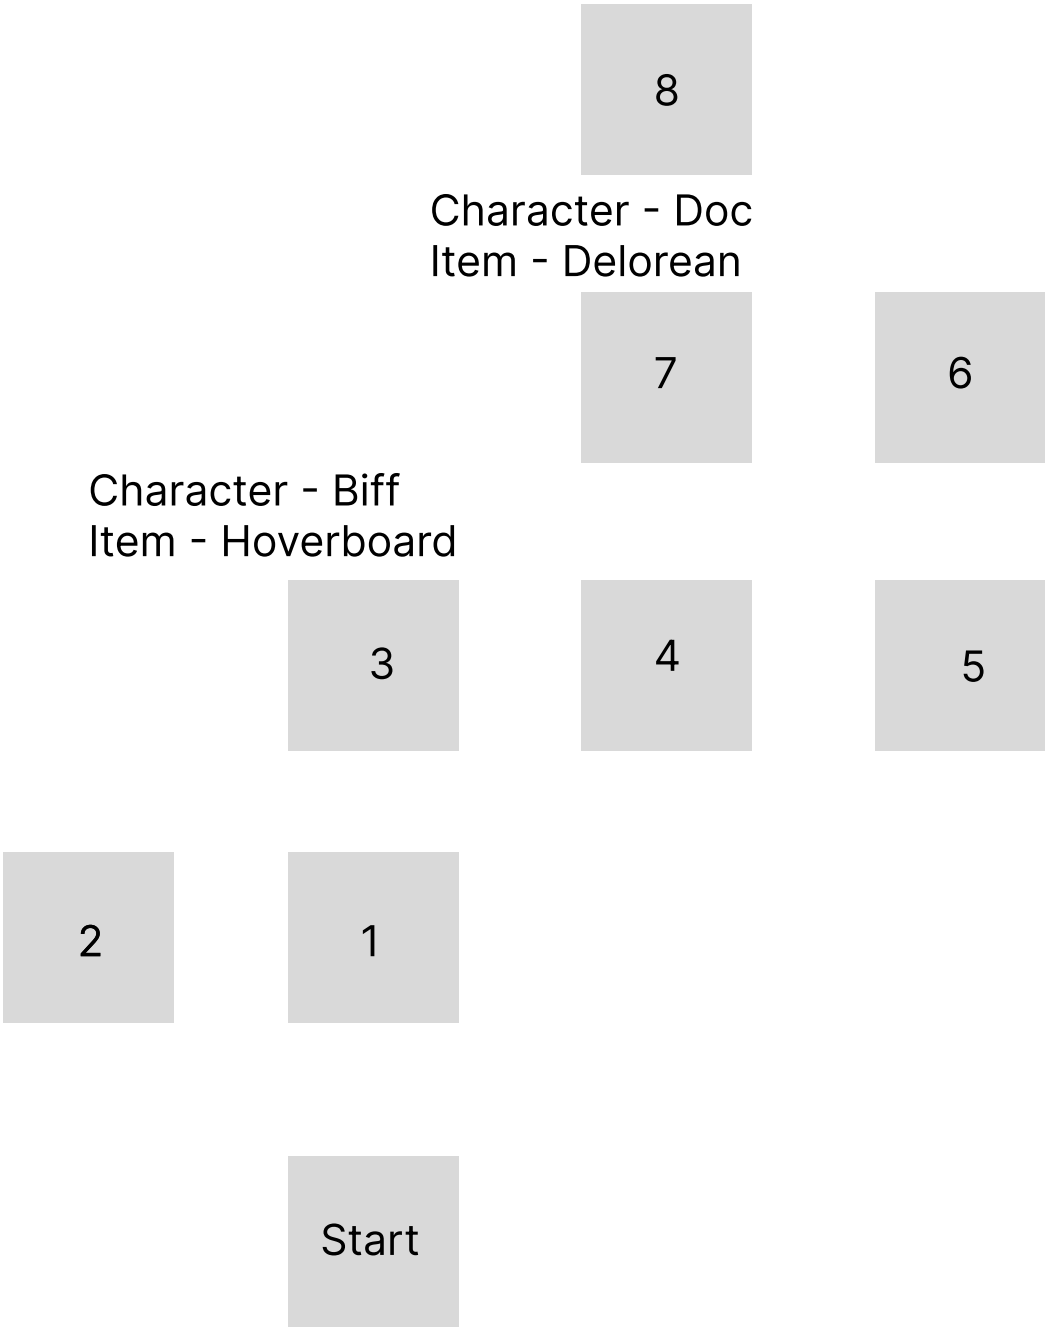 8
Character - Doc
Item - Delorean
7
6
Character - Biff
Item - Hoverboard
3
4
5
2
1
Start